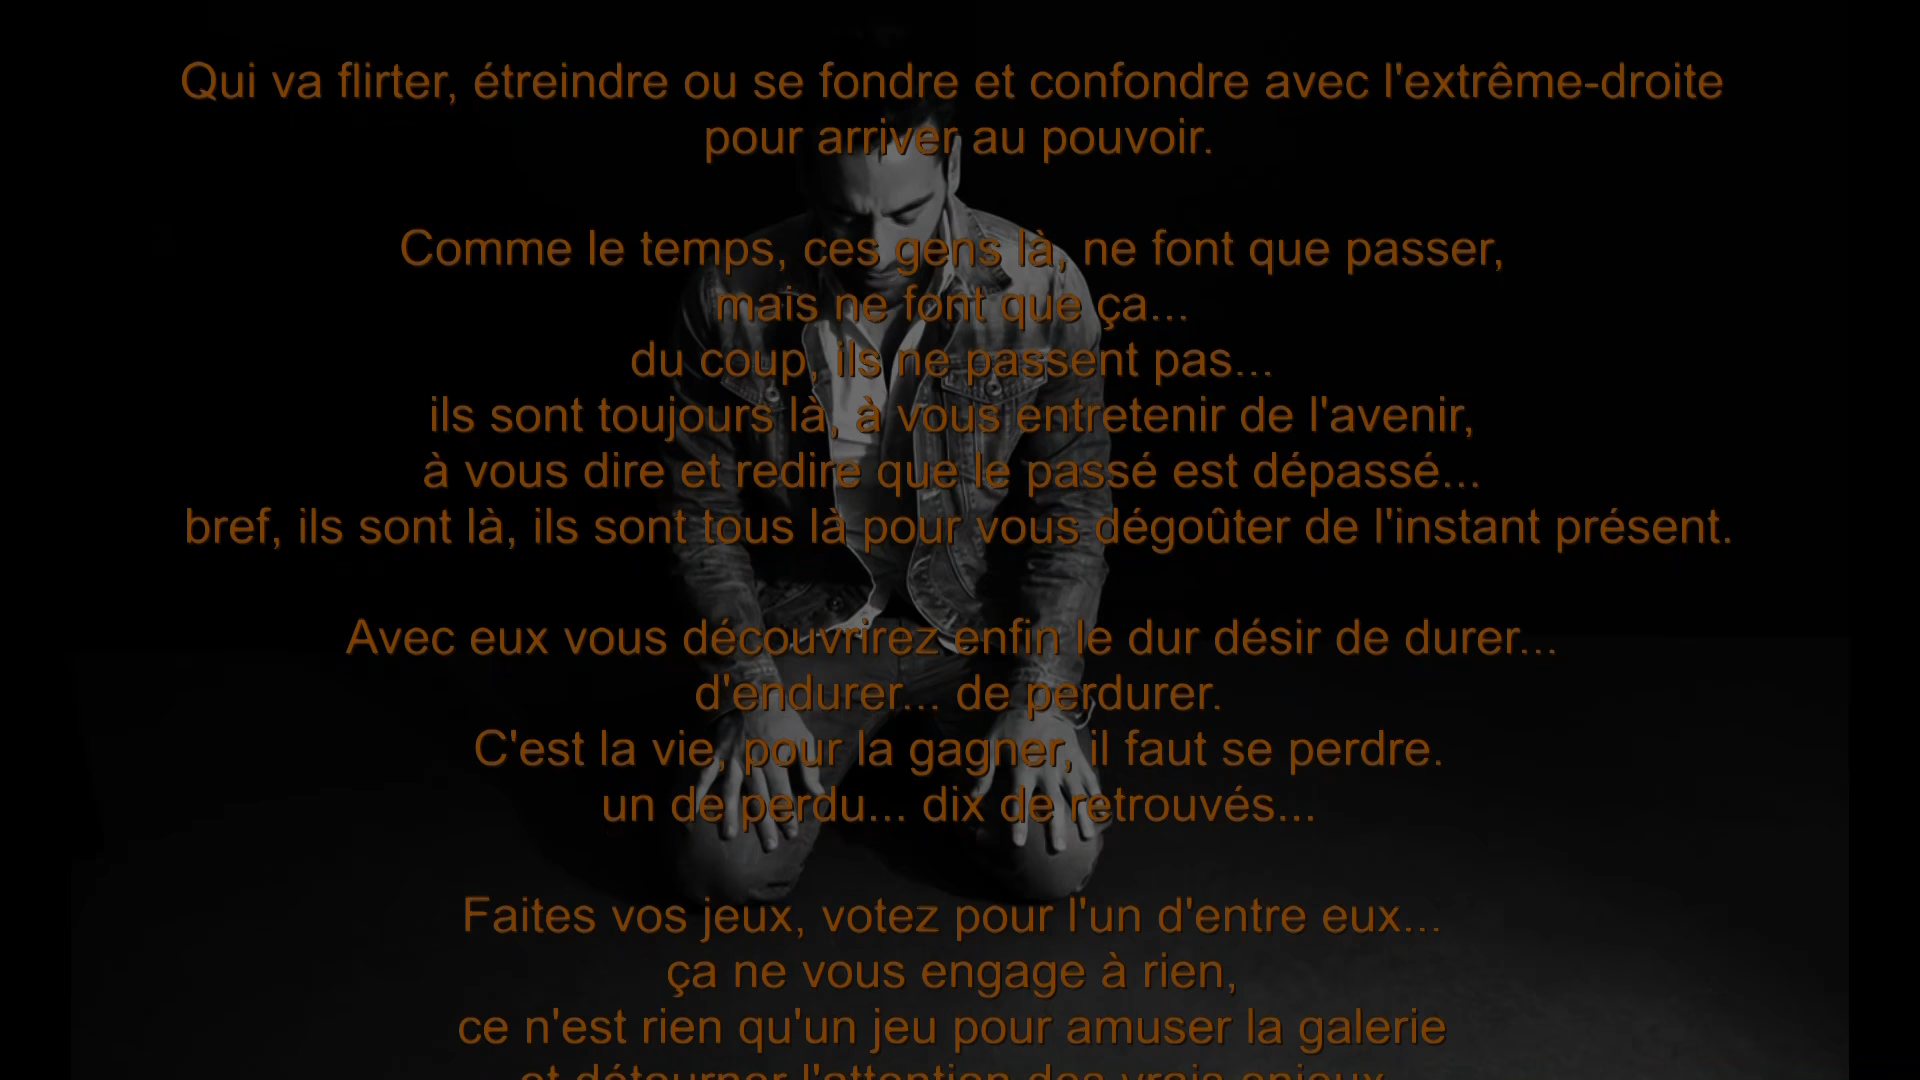 Qui va flirter, étreindre ou se fondre et confondre avec l'extrême-droite
pour arriver au pouvoir.
Comme le temps, ces gens là, ne font que passer,
mais ne font que ça...
du coup, ils ne passent pas...
ils sont toujours là, à vous entretenir de l'avenir,
à vous dire et redire que le passé est dépassé...
bref, ils sont là, ils sont tous là pour vous dégoûter de l'instant présent.
Avec eux vous découvrirez enfin le dur désir de durer...
d'endurer... de perdurer.
C'est la vie, pour la gagner, il faut se perdre.
un de perdu... dix de retrouvés...
Faites vos jeux, votez pour l'un d'entre eux...
ça ne vous engage à rien,
ce n'est rien qu'un jeu pour amuser la galerie
et détourner l'attention des vrais enjeux